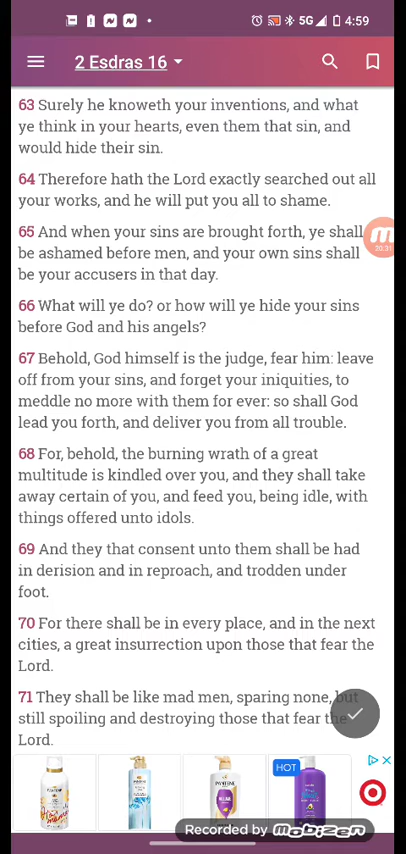 5G 4:59
2 Esdras 16
63 Surely he knoweth your inventions, and what
ye think in your hearts, even them that sin, and
would hide their sin.
64 Therefore hath the Lord exactly searched out all
your works, and he will put you all to shame.
65 And when your sins are brought forth, ye shall
be ashamed before men, and your own sins shall
be your accusers in that day.
20:31
66 What will ye do? or how will ye hide your sins
before God and his angels?
67 Behold, God himself is the judge, fear him: leave
off from your sins, and forget your iniquities, to
meddle no more with them for ever: so shall God
lead you forth, and deliver you from all trouble.
68 For, behold, the burning wrath of a great
multitude is kindled over you, and they shall take
away certain of you, and feed you, being idle, with
things offered unto idols.
69 And they that consent unto them shall be had
in derision and in reproach, and trodden under
foot.
70 For there shall be in every place, and in the next
cities, a great insurrection upon those that fear the
Lord.
71 They shall be like mad men, sparing none, but
still spoiling and destroying those that fear the
Lord.
HOT
PANTENE
Recorded by mobizen